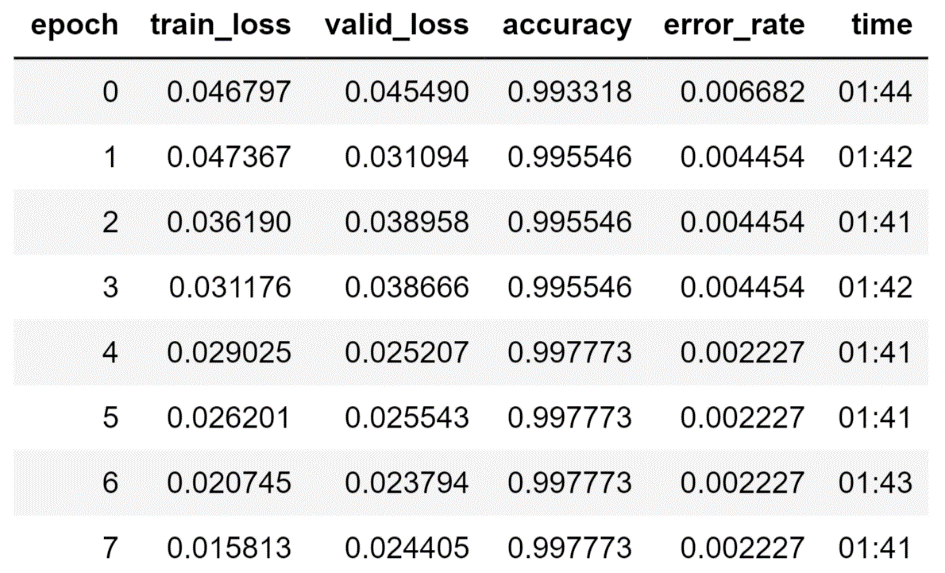 epoch train_loss valid_loss accuracy error_rate time
0 0.046797 0.045490 0.993318 0.006682 01:44
1 0.047367 0.031094 0.995546 0.004454 01:42
2 0.036190 0.038958 0.995546 0.004454 01:41
3 0.031176 0.038666 0.995546 0.004454 01:42
4 0.029025 0.025207 0.997773 0.002227 01:41
5 0.026201 0.025543 0.997773 0.002227 01:41
6 0.020745 0.023794 0.997773 0.002227 01:43
7 0.015813 0.024405 0.997773 0.002227 01:41